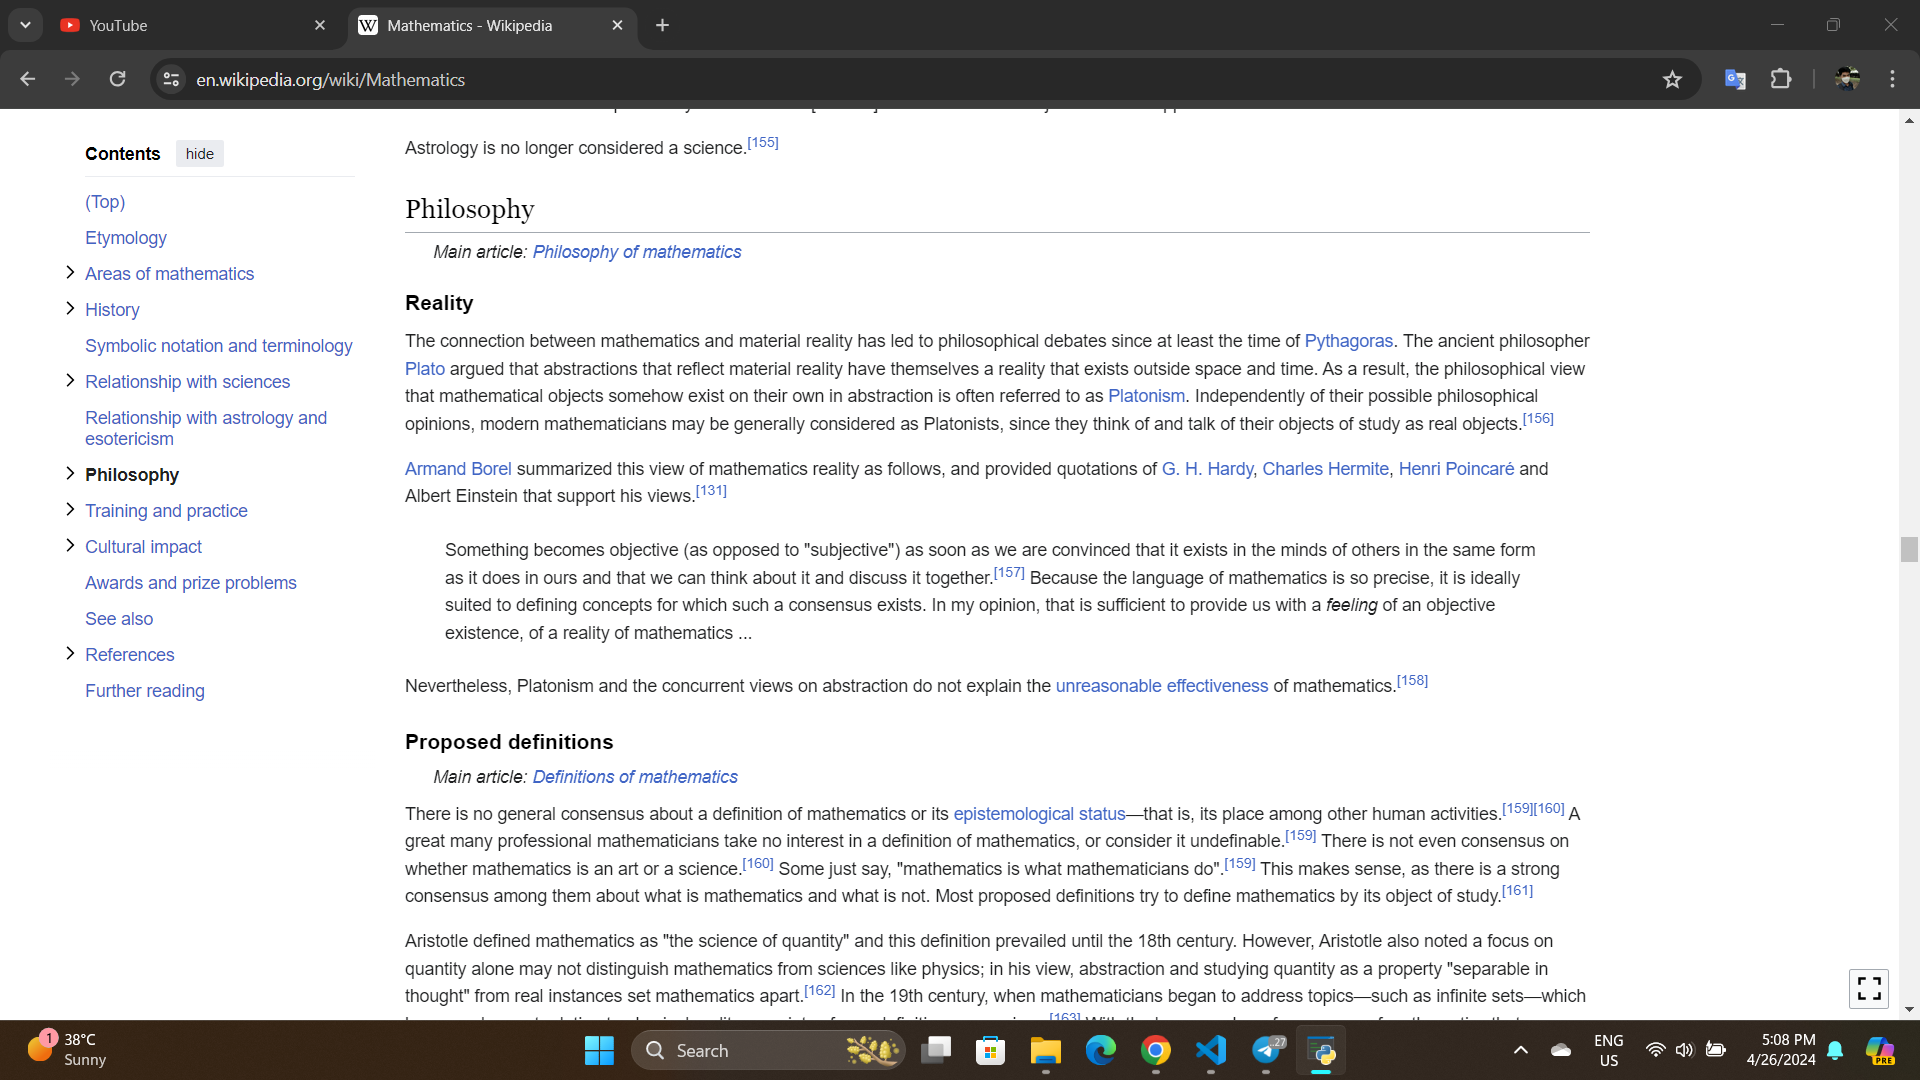 YouTube
Mathematics - Wikipedia
en.wikipedia.org/wiki/Mathematics
Contents hide
(Top)
Etymology
Areas of mathematics
History
Symbolic notation and terminology
Relationship with sciences
Relationship with astrology and
esotericism
Philosophy
Training and practice
Cultural impact
Awards and prize problems
See also
References
Further reading
Astrology is no longer considered a science.[155]
Philosophy
Main article: Philosophy of mathematics
Reality
The connection between mathematics and material reality has led to philosophical debates since at least the time of Pythagoras. The ancient philosopher
Plato argued that abstractions that reflect material reality have themselves a reality that exists outside space and time. As a result, the philosophical view
that mathematical objects somehow exist on their own in abstraction is often referred to as Platonism. Independently of their possible philosophical
opinions, modern mathematicians may be generally considered as Platonists, since they think of and talk of their objects of study as real objects.[156]
Armand Borel summarized this view of mathematics reality as follows, and provided quotations of G. H. Hardy, Charles Hermite, Henri Poincaré and
Albert Einstein that support his views.[131]
Something becomes objective (as opposed to "subjective") as soon as we are convinced that it exists in the minds of others in the same form
as it does in ours and that we can think about it and discuss it together.[157] Because the language of mathematics is so precise, it is ideally
suited to defining concepts for which such a consensus exists. In my opinion, that is sufficient to provide us with a feeling of an objective
existence, of a reality of mathematics ...
Nevertheless, Platonism and the concurrent views on abstraction do not explain the unreasonable effectiveness of mathematics.[158]
Proposed definitions
Main article: Definitions of mathematics
There is no general consensus about a definition of mathematics or its epistemological status—that is, its place among other human activities.[159][160] A
great many professional mathematicians take no interest in a definition of mathematics, or consider it undefinable.[159] There is not even consensus on
whether mathematics is an art or a science.[160] Some just say, "mathematics is what mathematicians do".[159] This makes sense, as there is a strong
consensus among them about what is mathematics and what is not. Most proposed definitions try to define mathematics by its object of study.[161]
Aristotle defined mathematics as "the science of quantity" and this definition prevailed until the 18th century. However, Aristotle also noted a focus on
quantity alone may not distinguish mathematics from sciences like physics; in his view, abstraction and studying quantity as a property "separable in
thought" from real instances set mathematics apart.[162] In the 19th century, when mathematicians began to address topics—such as infinite sets—which
[163]
1
38°C
Sunny
Search
27
ENG
US
5:08 PM
4/26/2024
PRE